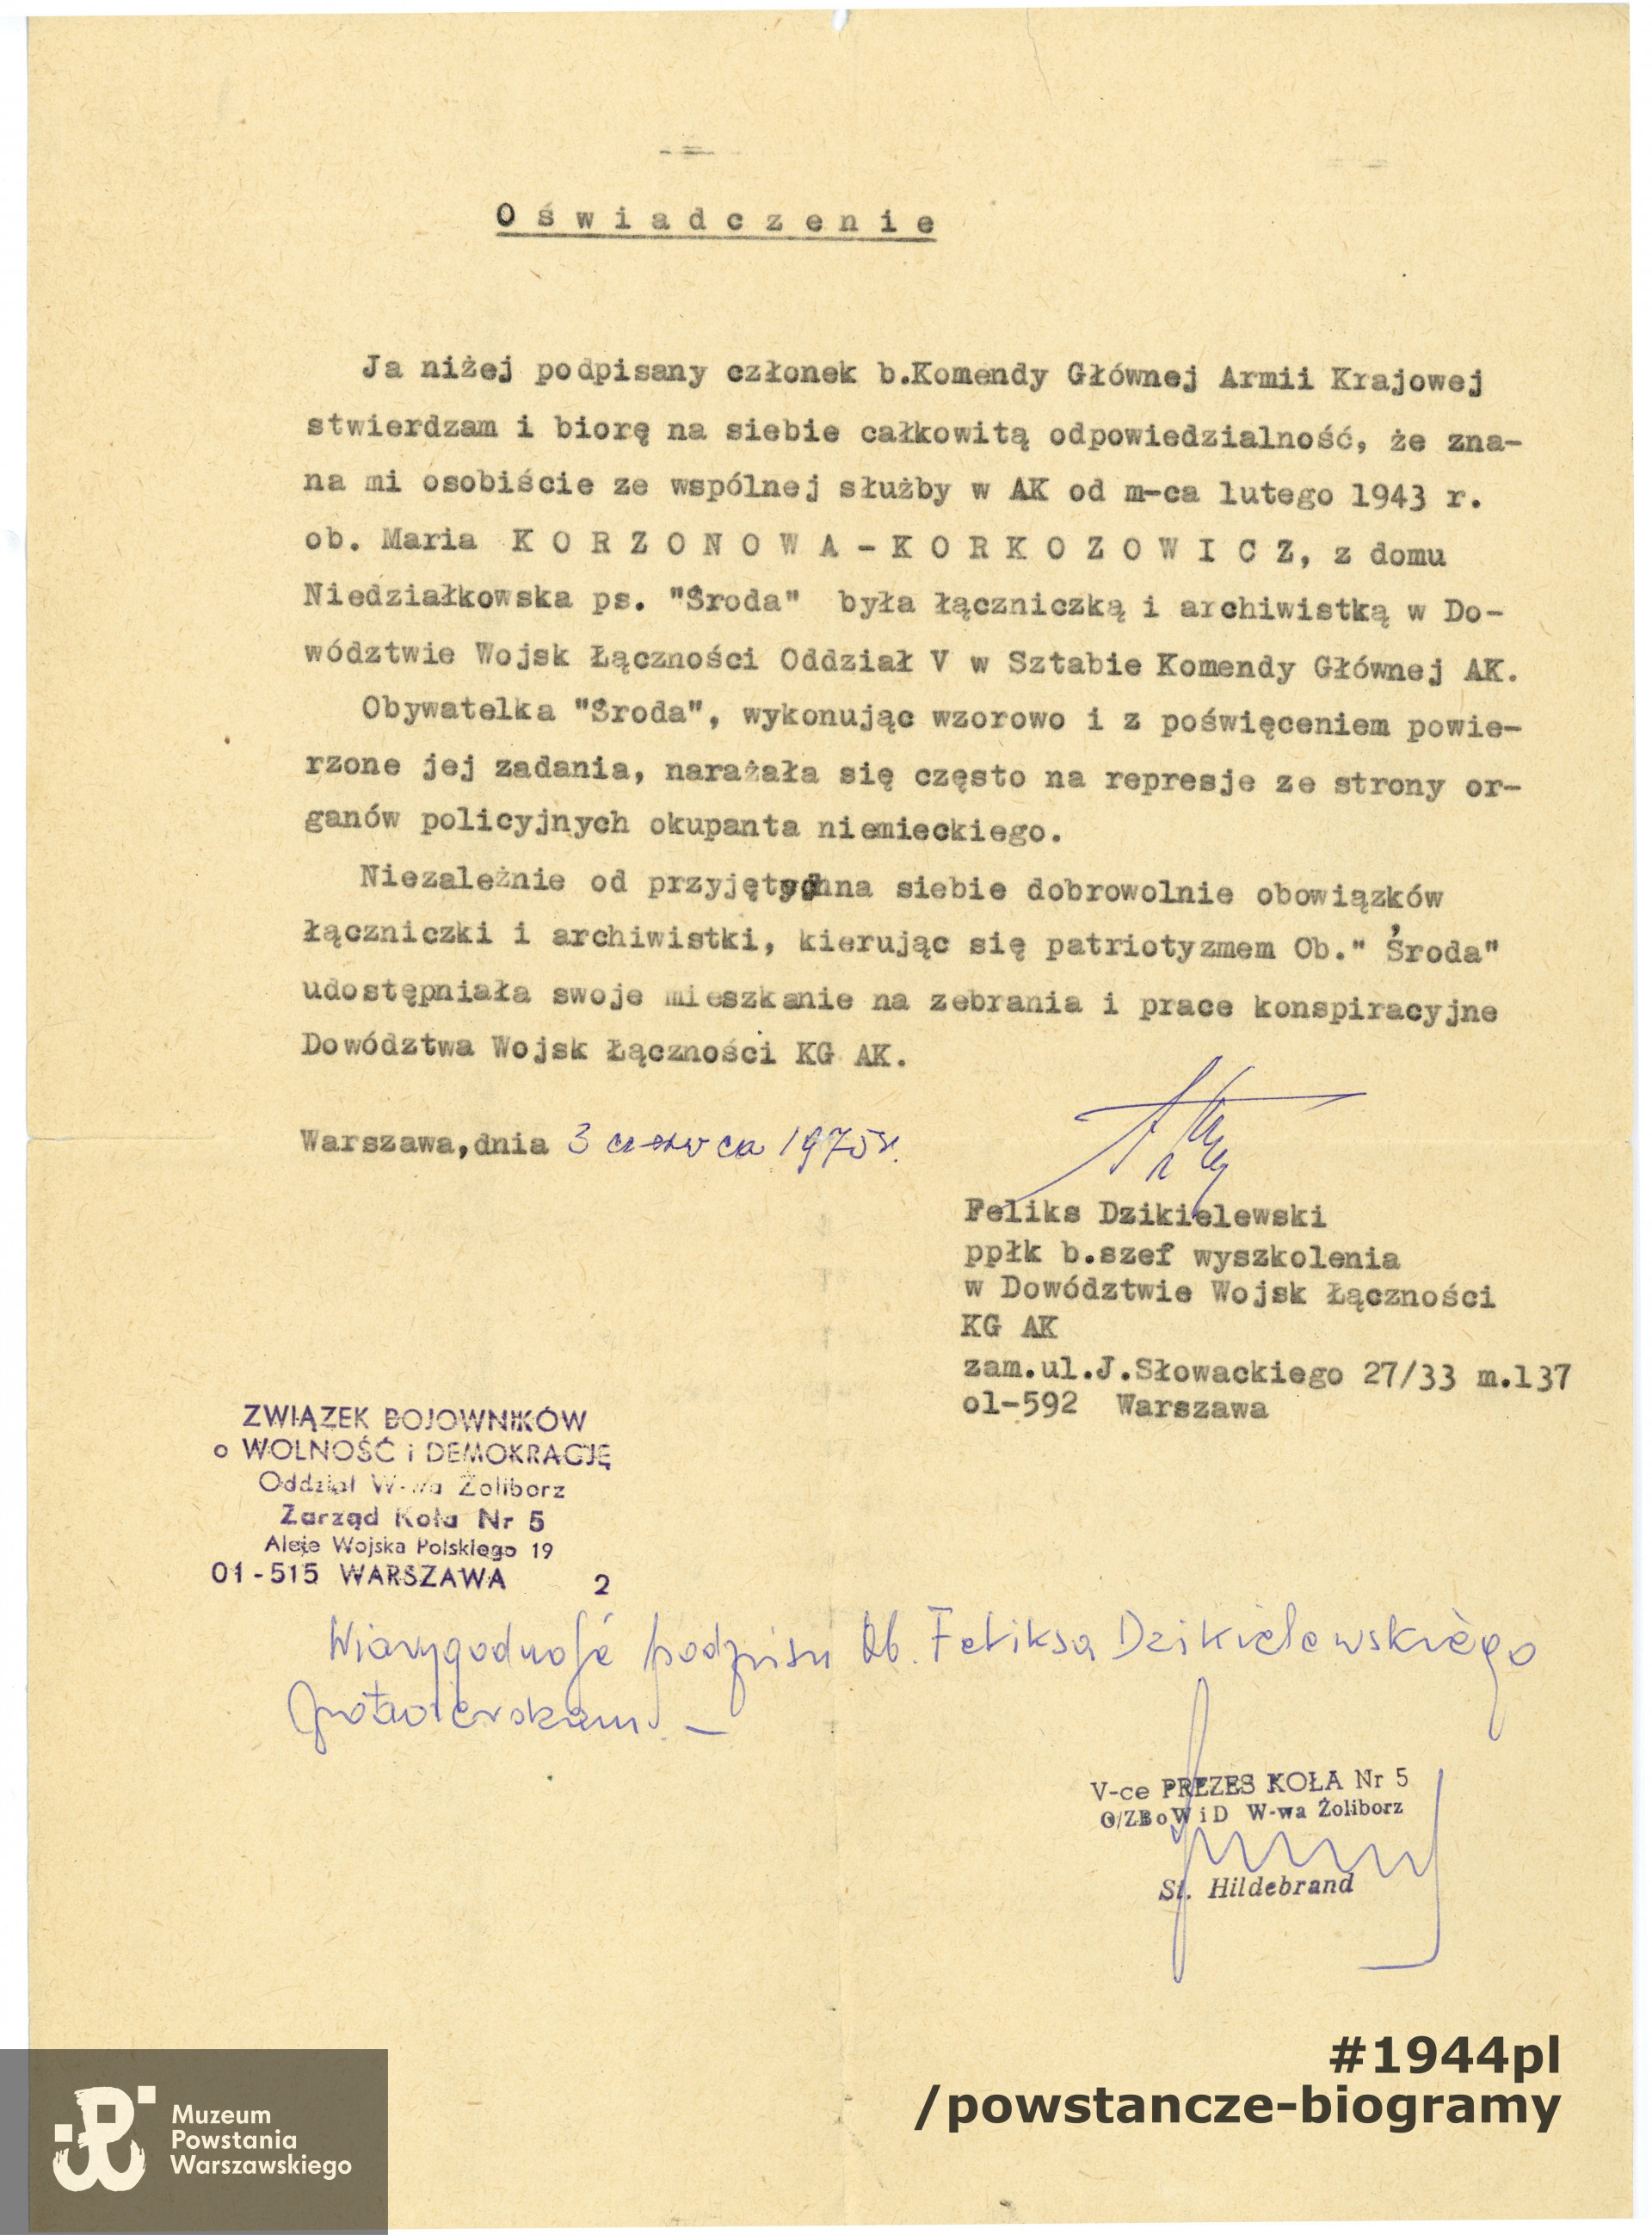 Oświadczenie
Ja niżej podpisany członek b.Komendy Głównej Armii Krajowej
stwierdzam i biorę na siebie całkowitą odpowiedzialność, że zna-
na mi osobiście ze wspólnej służby w AK od m-ca lutego 1943 r.
ob. Maria KORZONOWA-KORKOZOWICZ, z domu
Niedziałkowska ps. "Środa" była łączniczką i archiwistką w Do-
wództwie Wojsk Łączności Oddział V w Sztabie Komendy Głównej AK.
Obywatelka "Środa", wykonując wzorowo i z poświęceniem powie-
rzone jej zadania, narażała się często na represje ze strony or-
ganów policyjnych okupanta niemieckiego.
Niezależnie od przyjętych na siebie dobrowolnie obowiązków
łączniczki i archiwistki, kierując się patriotyzmem Ob." Środa"
udostępniała swoje mieszkanie na zebrania i prace konspiracyjne
Dowództwa Wojsk Łączności KG AK.
Warszawa,dnia 3 czerwca 1975r.
Feliks Dzikielewski
ppłk b.szef wyszkolenia
w Dowództwie Wojsk Łączności
KG AK
zam.ul.J.Słowackiego 27/33 m.137
ol-592 Warszawa
ZWIĄZEK BOJOWNIKÓW
o WOLNOŚĆ i DEMOKRACJĘ
Oddział W-wa Żoliborz
Zarząd Koła Nr 5
Aleje Wojska Polskiego 19
01-515 WARSZAWA 2
Wiarygodność podpisu Ob. Feliksa Dzikielewskiego
potwierdzam. –
V-ce PREZES KOŁA Nr 5
O/ZBoWiD W-wa Żoliborz
St. Hildebrand
#1944pl
/powstancze-biogramy
Muzeum
Powstania
Warszawskiego